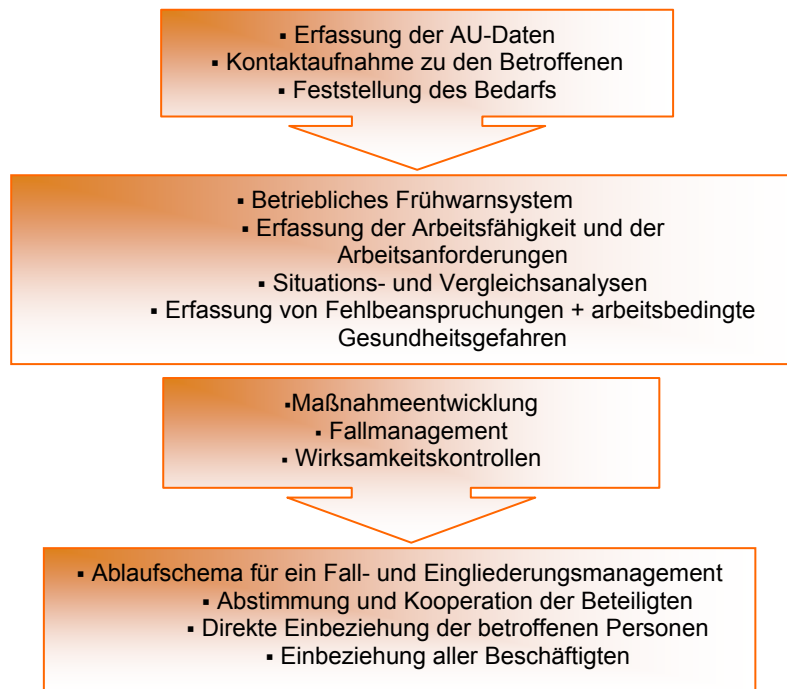 ▪ Erfassung der AU-Daten
▪ Kontaktaufnahme zu den Betroffenen
▪ Feststellung des Bedarfs
▪ Betriebliches Frühwarnsystem
▪ Erfassung der Arbeitsfähigkeit und der
Arbeitsanforderungen
▪ Situations- und Vergleichsanalysen
▪ Erfassung von Fehlbeanspruchungen + arbeitsbedingte
Gesundheitsgefahren
▪Maßnahmeentwicklung
▪ Fallmanagement
▪ Wirksamkeitskontrollen
▪ Ablaufschema für ein Fall- und Eingliederungsmanagement
▪ Abstimmung und Kooperation der Beteiligten
▪ Direkte Einbeziehung der betroffenen Personen
▪ Einbeziehung aller Beschäftigten